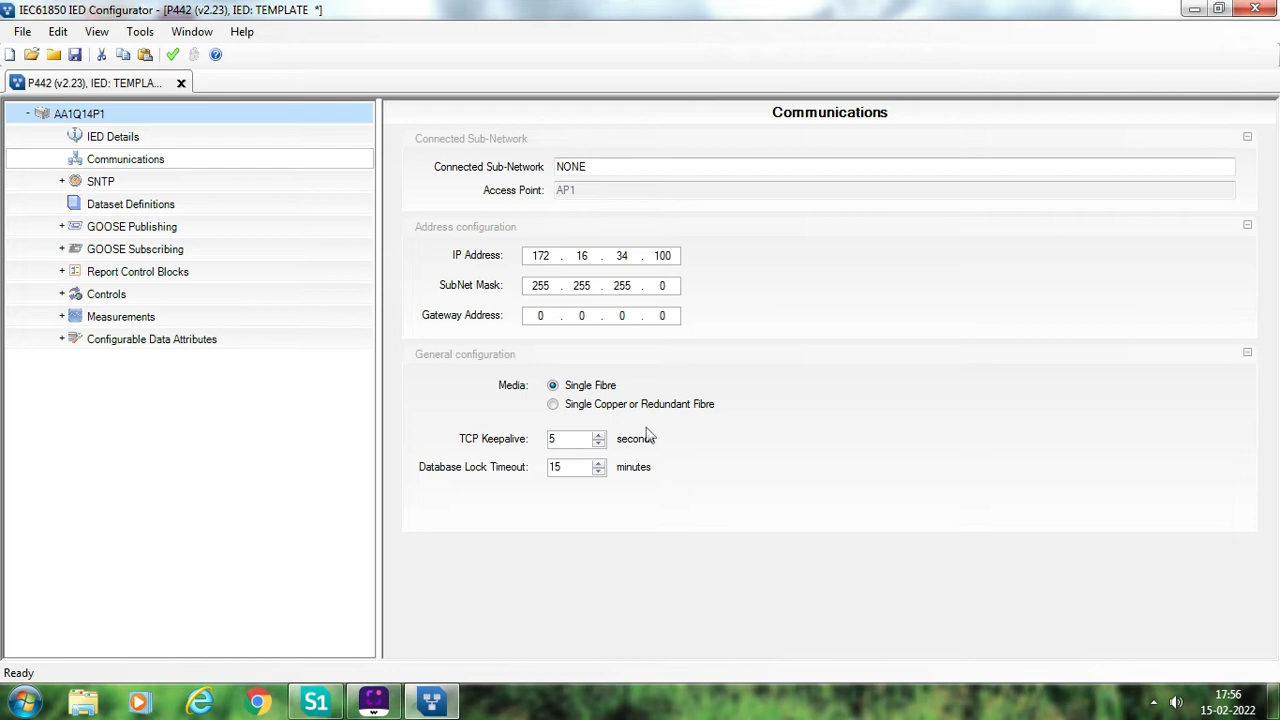 IEC61850 IED Configurator - [P442 (v2.23), IED: TEMPLATE *]
File Edit View Tools Window Help
P442 (v2.23), IED: TEMPLA...
AA1Q14P1
IED Details
Communications
SNTP
Dataset Definitions
GOOSE Publishing
GOOSE Subscribing
Report Control Blocks
Controls
Measurements
Configurable Data Attributes
Communications
Connected Sub-Network
Connected Sub-Network NONE
Access Point: AP1
Address configuration
IP Address: 172 . 16 . 34 . 100
SubNet Mask: 255 . 255 . 255 . 0
Gateway Address: 0 . 0 . 0 . 0
General configuration
Media: Single Fibre
Single Copper or Redundant Fibre
TCP Keepalive: 5 seconds
Database Lock Timeout: 15 minutes
Ready
S1
17:56
15-02-2022